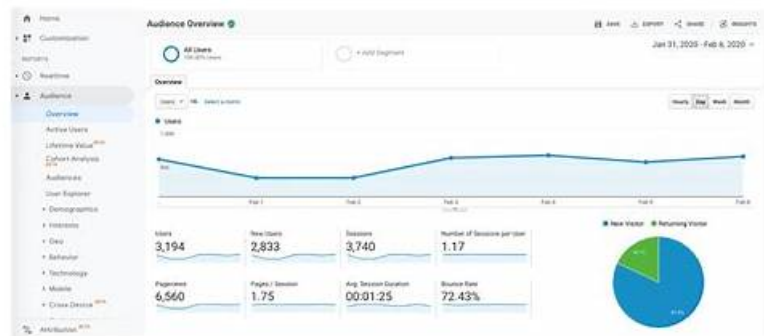 Home
Audience Overview
SAVE EXPORT SHARE INSIGHTS
Customization
All Users
100.00% Users
+ Add Segment
Jan 31, 2020 - Feb 6, 2020
REPORTS
Realtime
Audience
Overview
Overview
Users VS. Select a metric
Hourly Day Week Month
Active Users
Users
Lifetime Value BETA
1,000
Cohort Analysis BETA
500
Audiences
User Explorer
Feb 1 Feb 2 Feb 3 Feb 4 Feb 5 Feb 6
Demographics
Interests
New Visitor Returning Visitor
Users New Users Sessions Number of Sessions per User
3,194 2,833 3,740 1.17
Geo
Behavior
Technology
Pageviews Pages / Session Avg. Session Duration Bounce Rate
6,560 1.75 00:01:25 72.43%
Mobile
Cross Device BETA
Attribution BETA